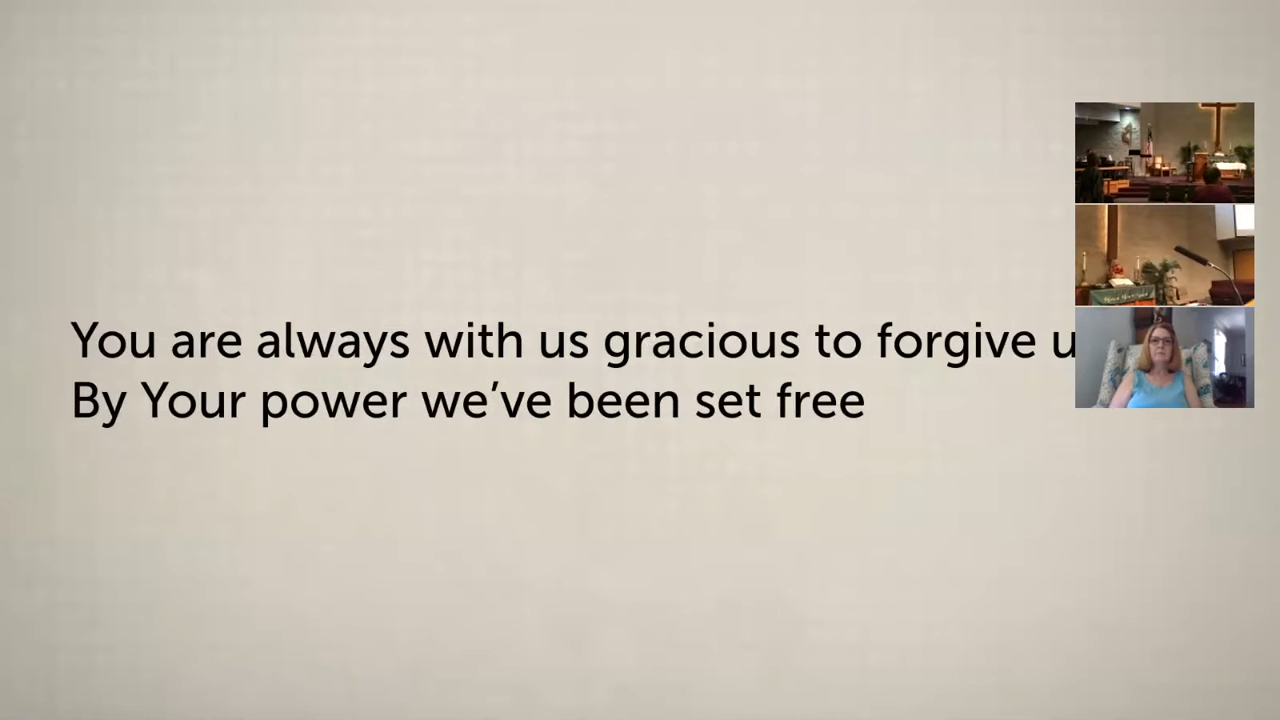 You are always with us gracious to forgive u
By Your power we’ve been set free